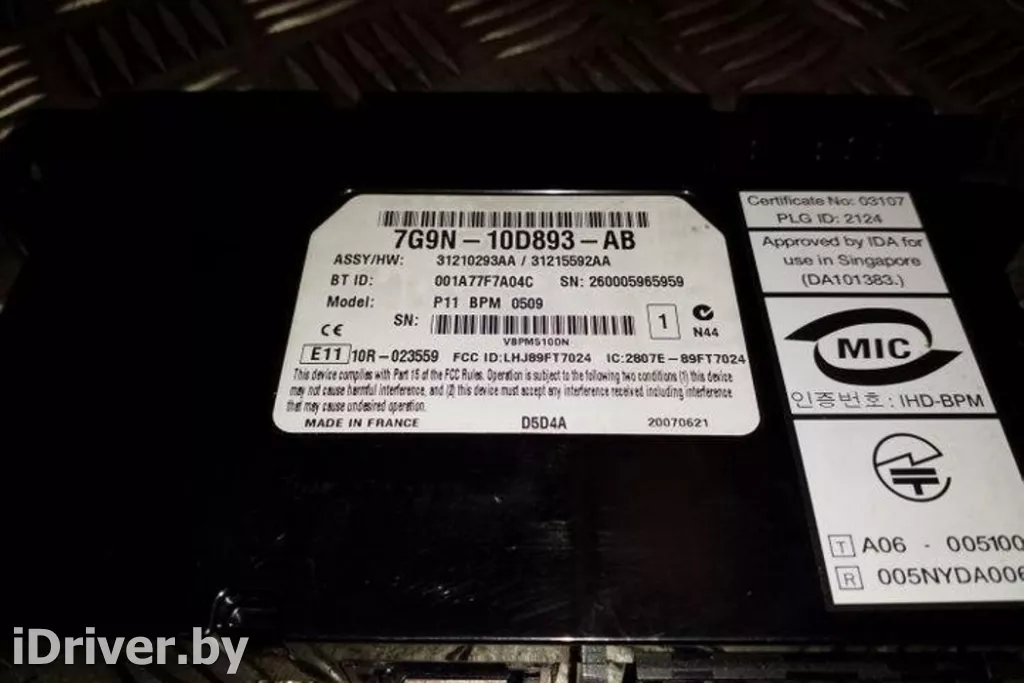 7G9N - 10D893 - AB
ASSY/HW: 31210293AA / 31215592AA
BT ID: 001A77F7A04C SN: 260005965959
Model: P11 BPM 0509
SN: 1 N44
VBPMS10DN
E11 10R - 023559 FCC ID:LHJ89FT7024 IC:2807E - 89FT7024
This device complies with Part 15 of the FCC Rules. Operation is subject to the following two conditions (1) this device
may not cause harmful interference, and (2) this device must accept any interference received including interference
that may cause undesired operation.
MADE IN FRANCE D5D4A 20070621
Certificate No: 03107
PLG ID: 2124
Approved by IDA for
use in Singapore
(DA101383.)
MIC
인증번호 : IHD-BPM
T A06 - 005100
R 005NYDA006
iDriver.by